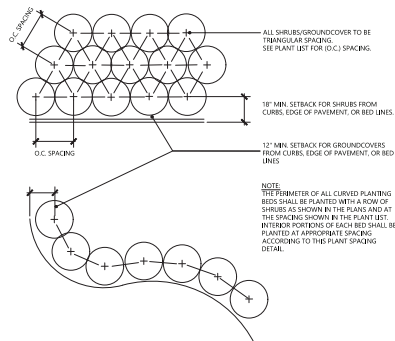 O.C. SPACING
ALL SHRUBS/GROUNDCOVER TO BE
TRIANGULAR SPACING.
SEE PLANT LIST FOR (O.C.) SPACING.
18" MIN. SETBACK FOR SHRUBS FROM
CURBS, EDGE OF PAVEMENT, OR BED LINES.
O.C. SPACING
12" MIN. SETBACK FOR GROUNDCOVERS
FROM CURBS, EDGE OF PAVEMENT, OR BED
LINES
NOTE:
THE PERIMETER OF ALL CURVED PLANTING
BEDS SHALL BE PLANTED WITH A ROW OF
SHRUBS AS SHOWN IN THE PLANS AND AT
THE SPACING SHOWN IN THE PLANT LIST.
INTERIOR PORTIONS OF EACH BED SHALL BE
PLANTED AT APPROPRIATE SPACING
ACCORDING TO THIS PLANT SPACING
DETAIL.